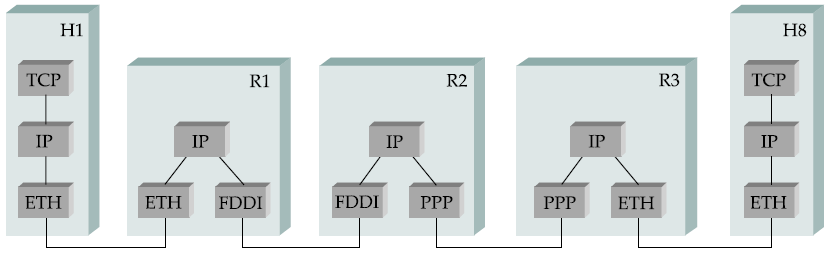 H1
TCP
IP
ETH
R1
IP
ETH FDDI
R2
IP
FDDI PPP
R3
IP
PPP ETH
H8
TCP
IP
ETH